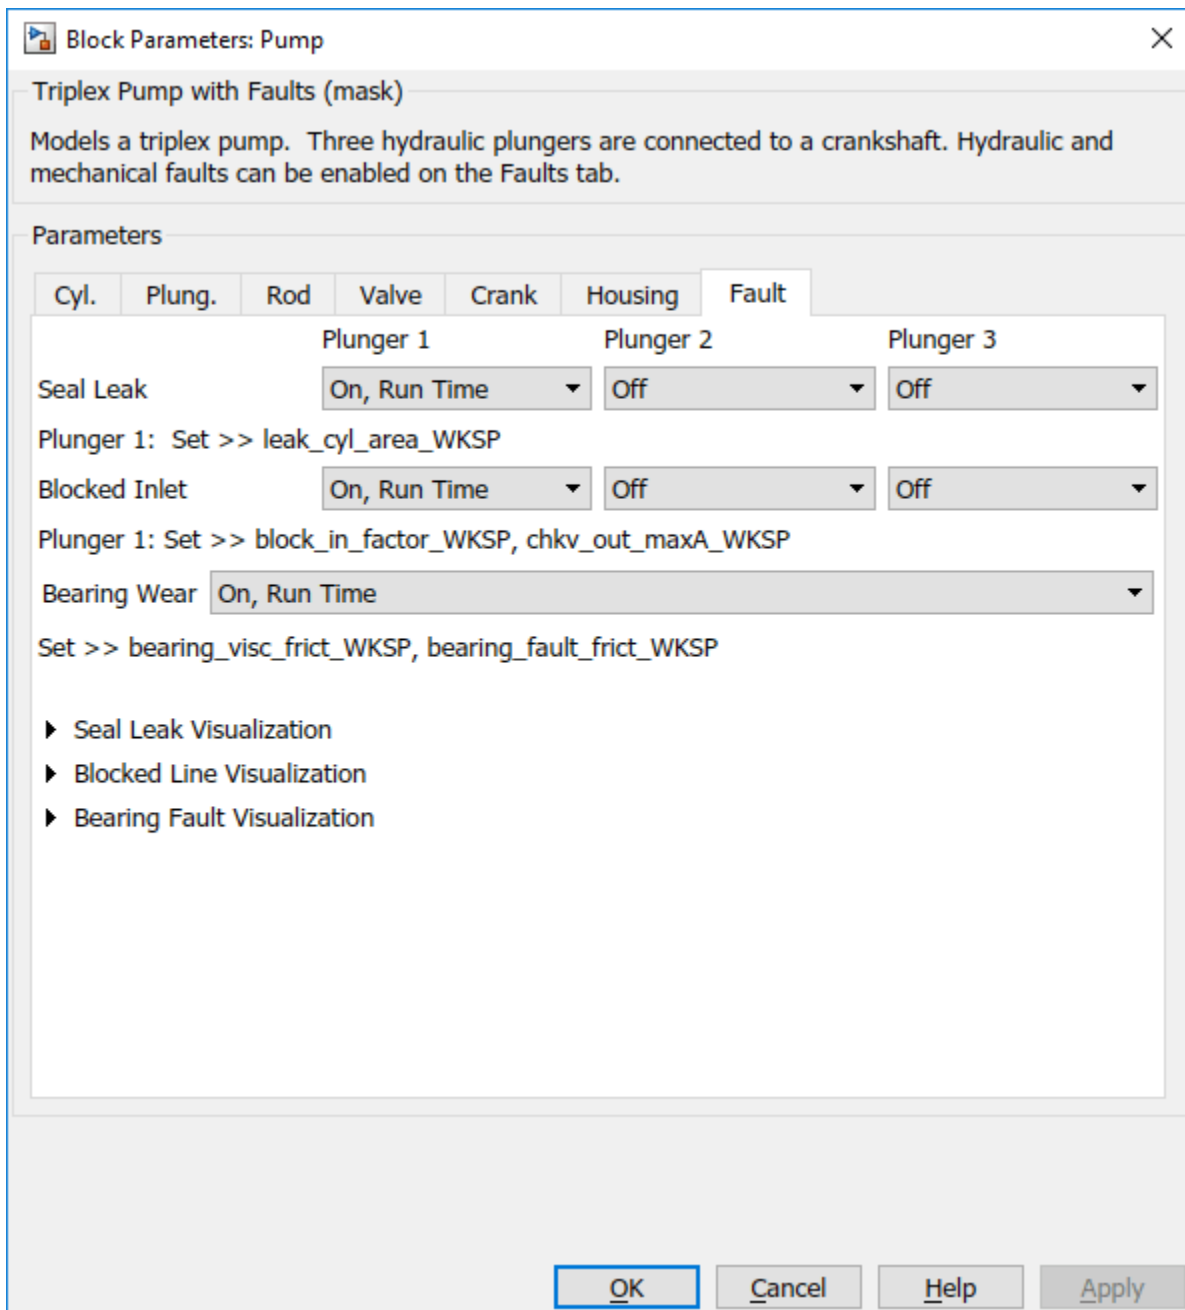 Block Parameters: Pump
Triplex Pump with Faults (mask)
Models a triplex pump.  Three hydraulic plungers are connected to a crankshaft. Hydraulic and
mechanical faults can be enabled on the Faults tab.
Parameters
Cyl. Plung. Rod Valve Crank Housing Fault
Plunger 1 Plunger 2 Plunger 3
Seal Leak On, Run Time Off Off
Plunger 1:  Set >> leak_cyl_area_WKSP
Blocked Inlet On, Run Time Off Off
Plunger 1: Set >> block_in_factor_WKSP, chkv_out_maxA_WKSP
Bearing Wear On, Run Time
Set >> bearing_visc_frict_WKSP, bearing_fault_frict_WKSP
Seal Leak Visualization
Blocked Line Visualization
Bearing Fault Visualization
OK Cancel Help Apply